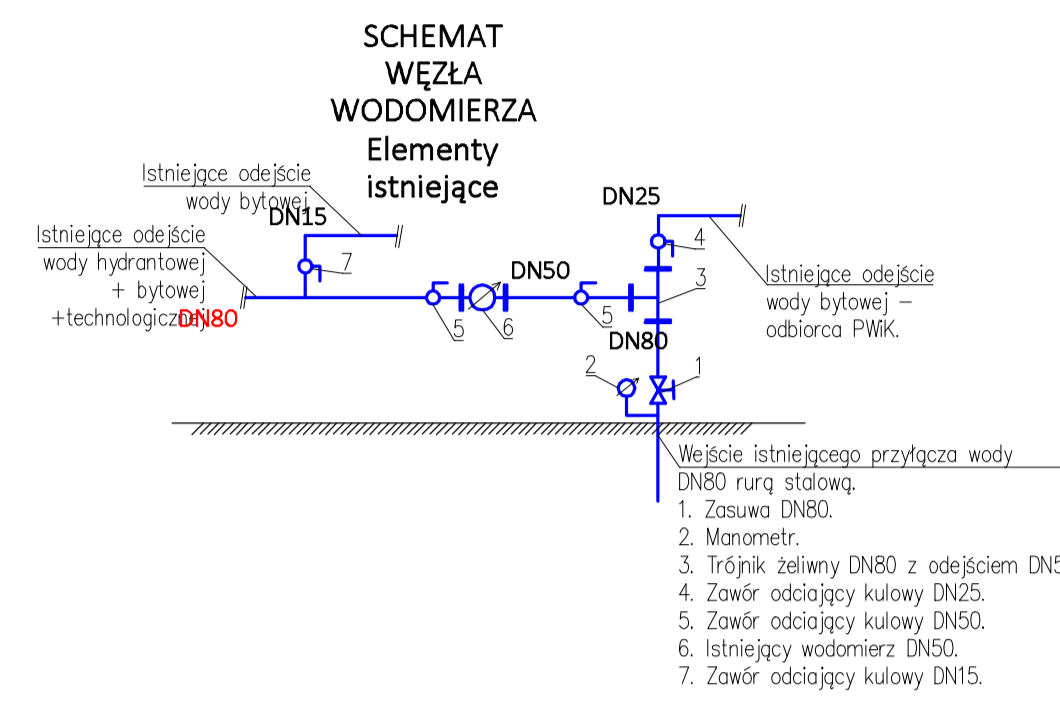 SCHEMAT
WĘZŁA
WODOMIERZA
Elementy
istniejące
Istniejące odejście
wody bytowej
DN15
DN25
Istniejące odejście
wody hydrantowej
+ bytowej
+technologicznej
DN80
7
4
DN50
3
Istniejące odejście
wody bytowej –
odbiorca PWiK.
5
6
5
DN80
2
1
Wejście istniejącego przyłącza wody
DN80 rurą stalową.
1. Zasuwa DN80.
2. Manometr.
3. Trójnik żeliwny DN80 z odejściem DN5
4. Zawór odciający kulowy DN25.
5. Zawór odciający kulowy DN50.
6. Istniejący wodomierz DN50.
7. Zawór odciający kulowy DN15.